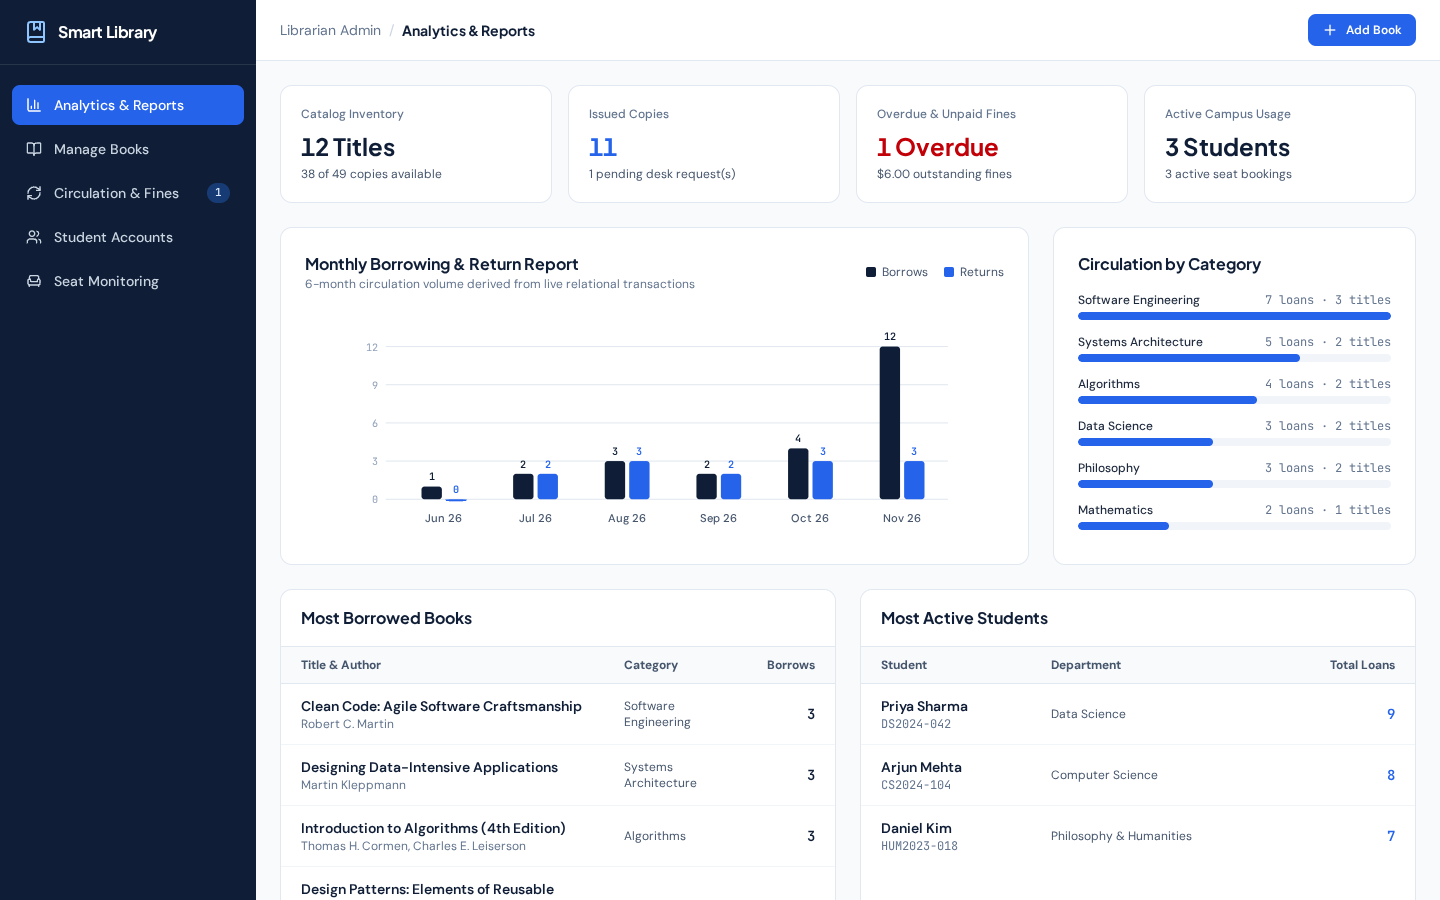 Smart Library
Analytics & Reports
Manage Books
Circulation & Fines
1
Student Accounts
Seat Monitoring
Librarian Admin / Analytics & Reports
Add Book
Catalog Inventory
12 Titles
38 of 49 copies available
Issued Copies
11
1 pending desk request(s)
Overdue & Unpaid Fines
1 Overdue
$6.00 outstanding fines
Active Campus Usage
3 Students
3 active seat bookings
Monthly Borrowing & Return Report
6-month circulation volume derived from live relational transactions
Borrows
Returns
12
9
6
3
0
1
0
2
2
3
3
2
2
4
3
12
3
Jun 26
Jul 26
Aug 26
Sep 26
Oct 26
Nov 26
Circulation by Category
Software Engineering 7 loans · 3 titles
Systems Architecture 5 loans · 2 titles
Algorithms 4 loans · 2 titles
Data Science 3 loans · 2 titles
Philosophy 3 loans · 2 titles
Mathematics 2 loans · 1 titles
Most Borrowed Books
Title & Author Category Borrows
Clean Code: Agile Software Craftsmanship
Robert C. Martin
Software
Engineering
3
Designing Data-Intensive Applications
Martin Kleppmann
Systems
Architecture
3
Introduction to Algorithms (4th Edition)
Thomas H. Cormen, Charles E. Leiserson
Algorithms
3
Design Patterns: Elements of Reusable
Most Active Students
Student Department Total Loans
Priya Sharma
DS2024-042
Data Science
9
Arjun Mehta
CS2024-104
Computer Science
8
Daniel Kim
HUM2023-018
Philosophy & Humanities
7